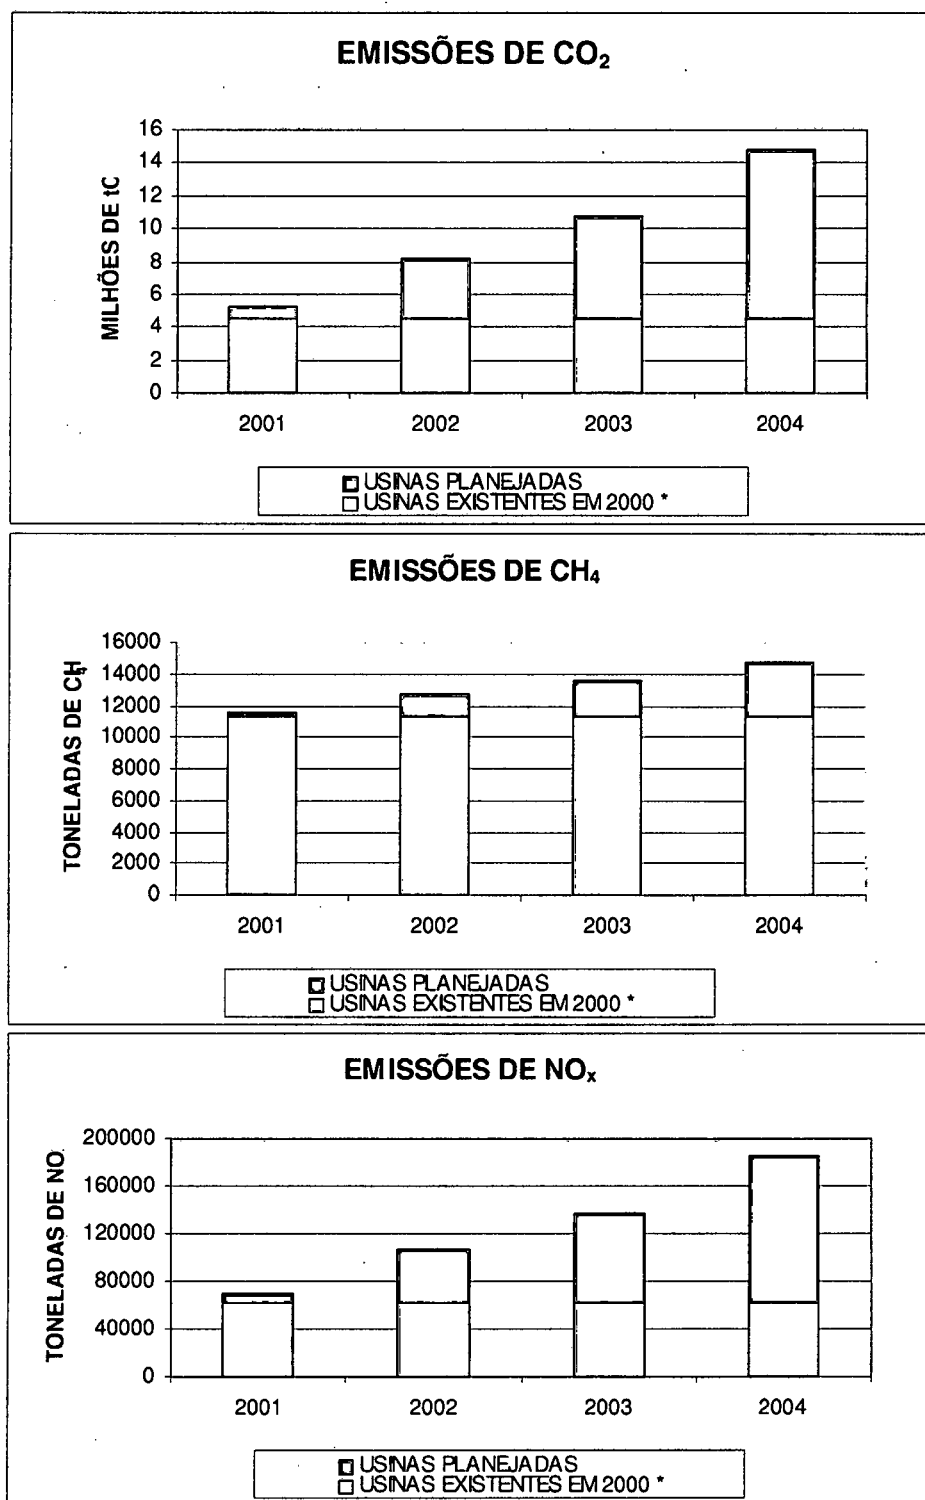 EMISSÕES DE CO₂
MILHÕES DE tC
16
14
12
10
8
6
4
2
0
2001 2002 2003 2004
USINAS PLANEJADAS
USINAS EXISTENTES EM 2000 *
EMISSÕES DE CH₄
TONELADAS DE CH₄
16000
14000
12000
10000
8000
6000
4000
2000
0
2001 2002 2003 2004
USINAS PLANEJADAS
USINAS EXISTENTES EM 2000 *
EMISSÕES DE NOₓ
TONELADAS DE NO
200000
160000
120000
80000
40000
0
2001 2002 2003 2004
USINAS PLANEJADAS
USINAS EXISTENTES EM 2000 *